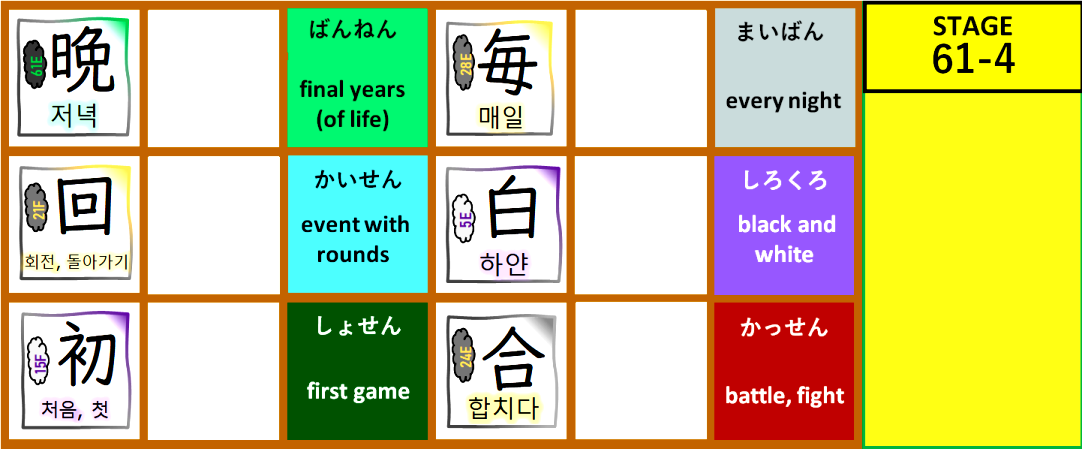 61E
晩
저녁
ばんねん
final years
(of life)
28E
毎
매일
まいばん
every night
STAGE
61-4
21F
回
회전, 돌아가기
かいせん
event with
rounds
5E
白
하얀
しろくろ
black and
white
15F
初
처음, 첫
しょせん
first game
24E
合
합치다
かっせん
battle, fight